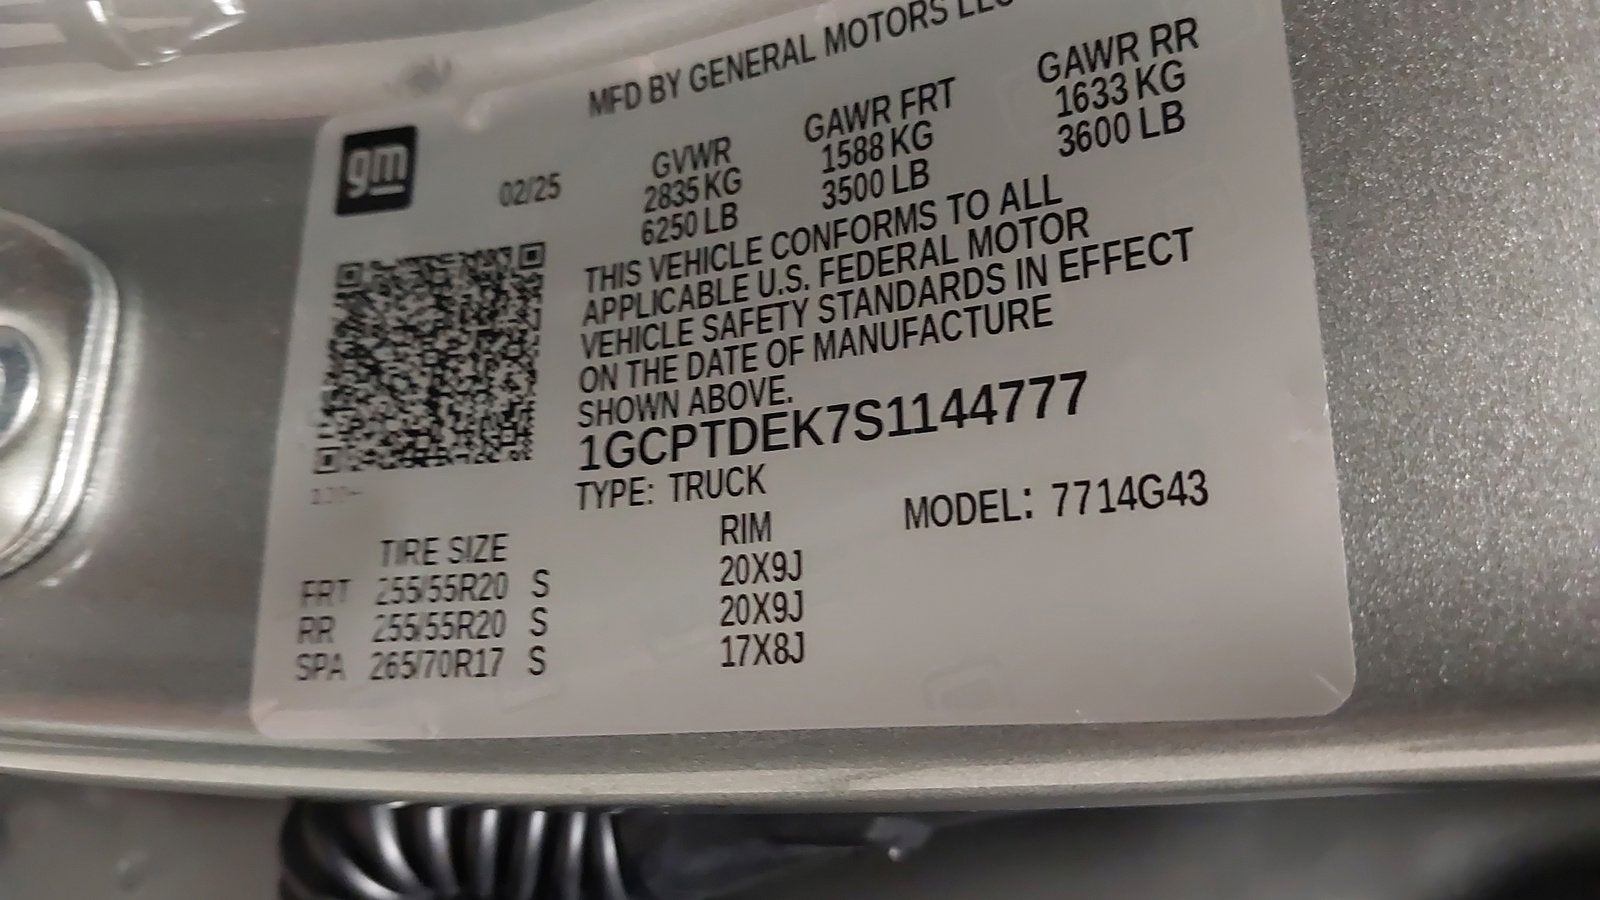 MFD BY GENERAL MOTORS LLC
gm
02/25
GVWR
2835 KG
6250 LB
GAWR FRT
1588 KG
3500 LB
GAWR RR
1633 KG
3600 LB
THIS VEHICLE CONFORMS TO ALL
APPLICABLE U.S. FEDERAL MOTOR
VEHICLE SAFETY STANDARDS IN EFFECT
ON THE DATE OF MANUFACTURE
SHOWN ABOVE.
1GCPTDEK7S1144777
TYPE: TRUCK
MODEL: 7714G43
TIRE SIZE RIM
FRT 255/55R20 S 20X9J
RR 255/55R20 S 20X9J
SPA 265/70R17 S 17X8J